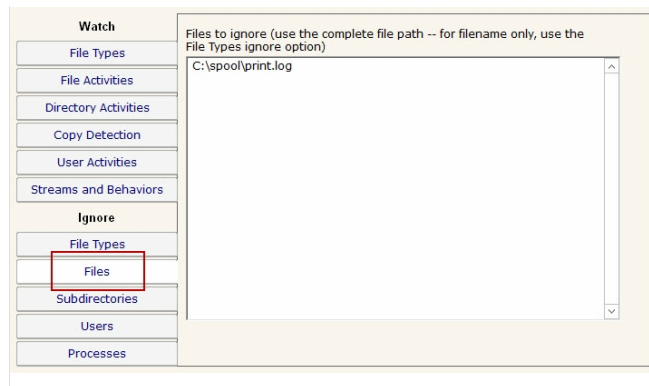 Watch
File Types
File Activities
Directory Activities
Copy Detection
User Activities
Streams and Behaviors
Ignore
File Types
Files
Subdirectories
Users
Processes
Files to ignore (use the complete file path -- for filename only, use the
File Types ignore option)
C:\spool\print.log